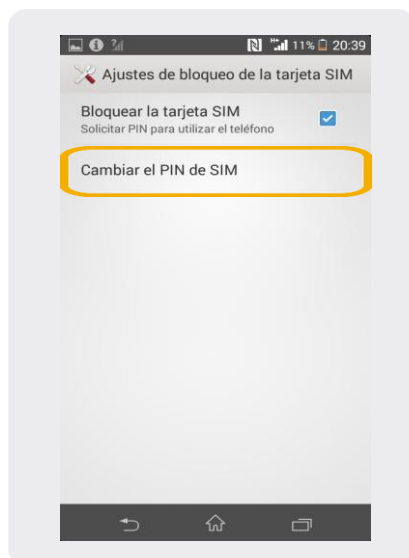 11% 20:39
Ajustes de bloqueo de la tarjeta SIM
Bloquear la tarjeta SIM
Solicitar PIN para utilizar el teléfono
Cambiar el PIN de SIM